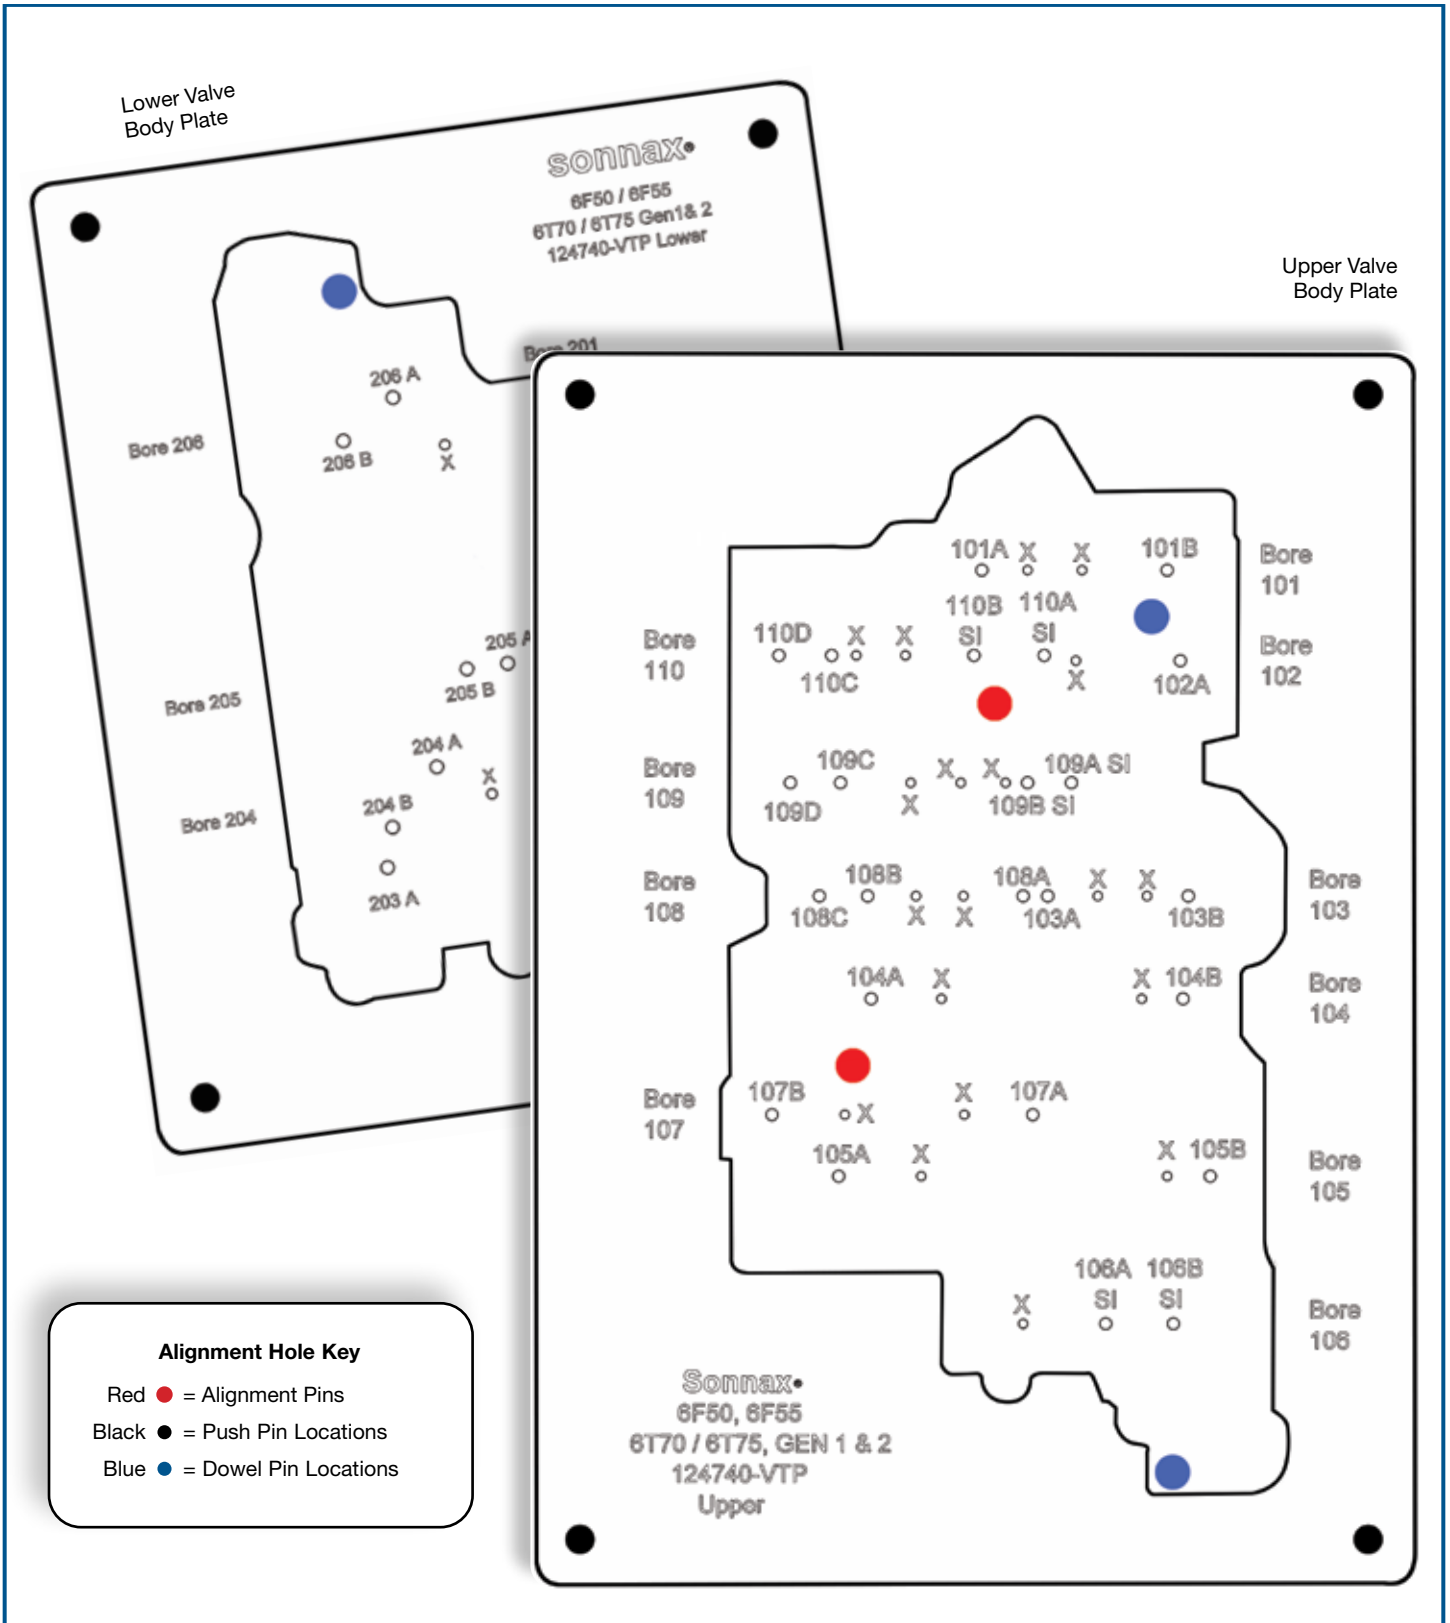 Lower Valve
Body Plate
sonnax
6F50 / 6F55
6T70 / 6T75 Gen1& 2
124740-VTP Lower
Bore 201
206 A
Bore 206
206 B
X
205 A
205 B
Bore 205
204 A
X
204 B
Bore 204
203 A
Upper Valve
Body Plate
101A X X 101B
Bore
101
110B 110A
SI SI
110D X X
Bore
110
110C
X
102A
Bore
102
109C X X 109A SI
Bore
109
109D X 109B SI
108B 108A X X
Bore
108
108C X X 103A 103B
Bore
103
104A X X 104B
Bore
104
107B X X 107A
Bore
107
105A X X 105B
Bore
105
106A 106B
X SI SI
Bore
106
Sonnax
6F50, 6F55
6T70 / 6T75, GEN 1 & 2
124740-VTP
Upper
Alignment Hole Key
Red = Alignment Pins
Black = Push Pin Locations
Blue = Dowel Pin Locations